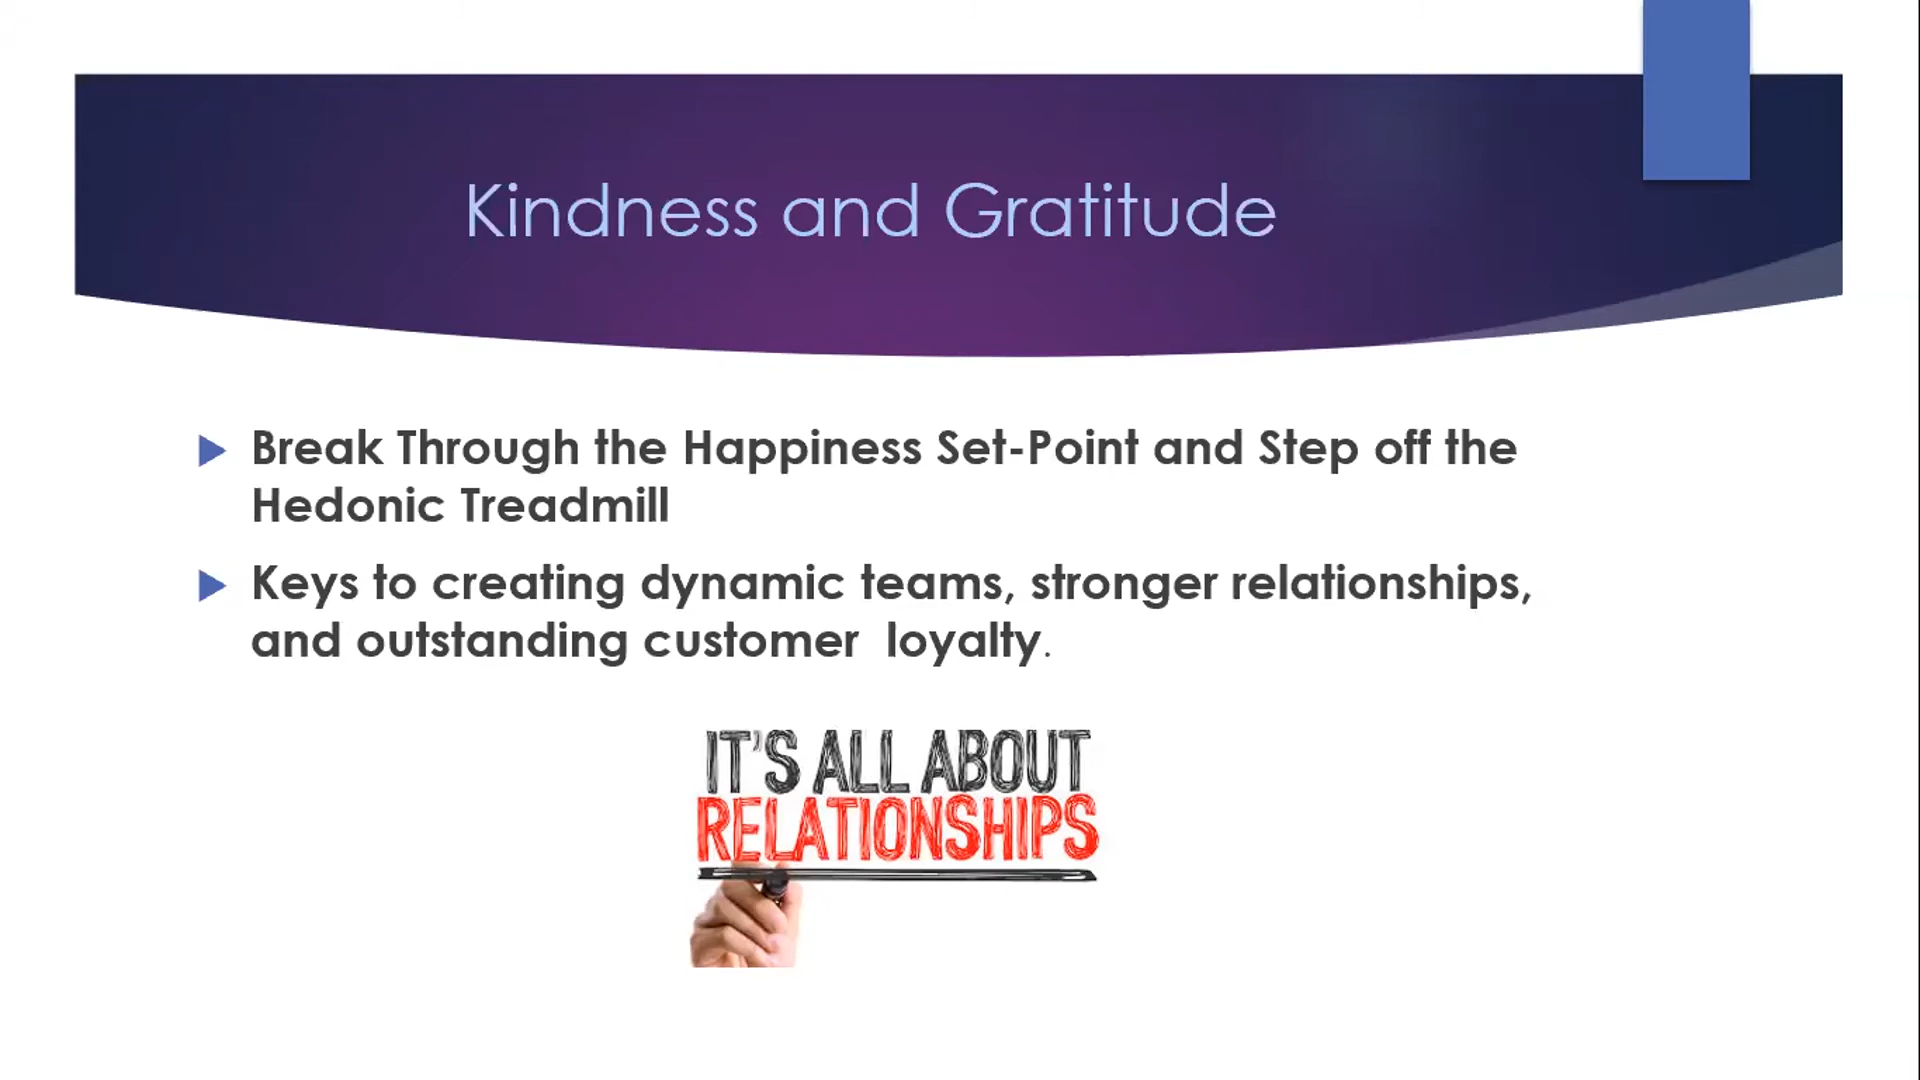 Kindness and Gratitude
Break Through the Happiness Set-Point and Step off the
Hedonic Treadmill
Keys to creating dynamic teams, stronger relationships,
and outstanding customer  loyalty.
IT'S ALL ABOUT
RELATIONSHIPS